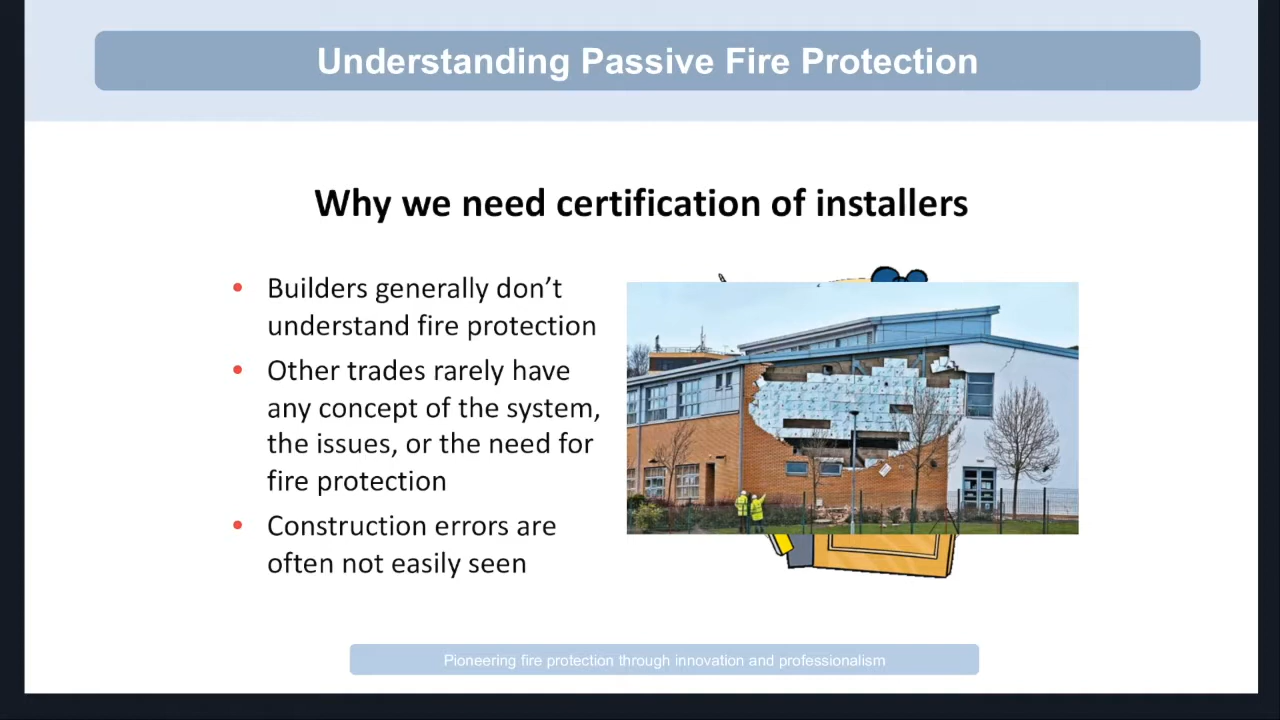 Understanding Passive Fire Protection
Why we need certification of installers
• Builders generally don’t
understand fire protection
• Other trades rarely have
any concept of the system,
the issues, or the need for
fire protection
• Construction errors are
often not easily seen
Pioneering fire protection through innovation and professionalism